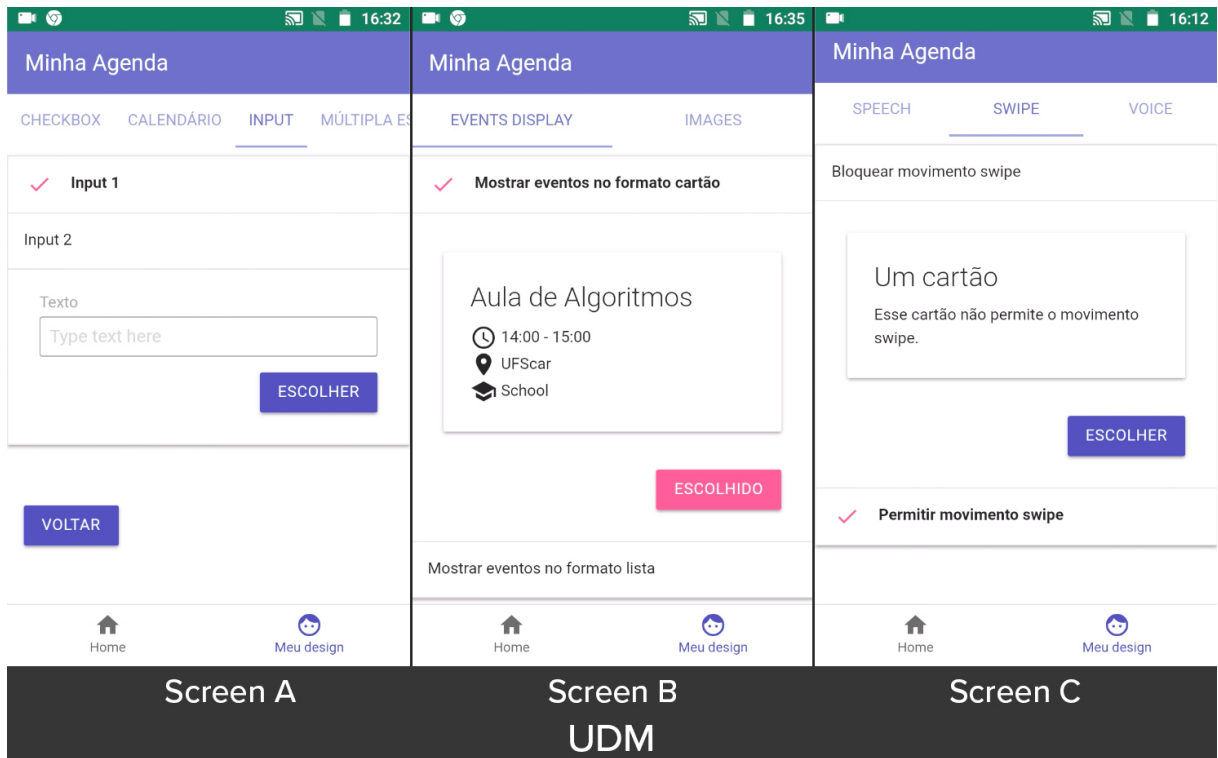 16:32
Minha Agenda
CHECKBOX CALENDÁRIO INPUT MÚLTIPLA ES
Input 1
Input 2
Texto
Type text here
ESCOLHER
VOLTAR
Home Meu design
Screen A
16:35
Minha Agenda
EVENTS DISPLAY IMAGES
Mostrar eventos no formato cartão
Aula de Algoritmos
14:00 - 15:00
UFScar
School
ESCOLHIDO
Mostrar eventos no formato lista
Home Meu design
Screen B
16:12
Minha Agenda
SPEECH SWIPE VOICE
Bloquear movimento swipe
Um cartão
Esse cartão não permite o movimento
swipe.
ESCOLHER
Permitir movimento swipe
Home Meu design
Screen C
UDM